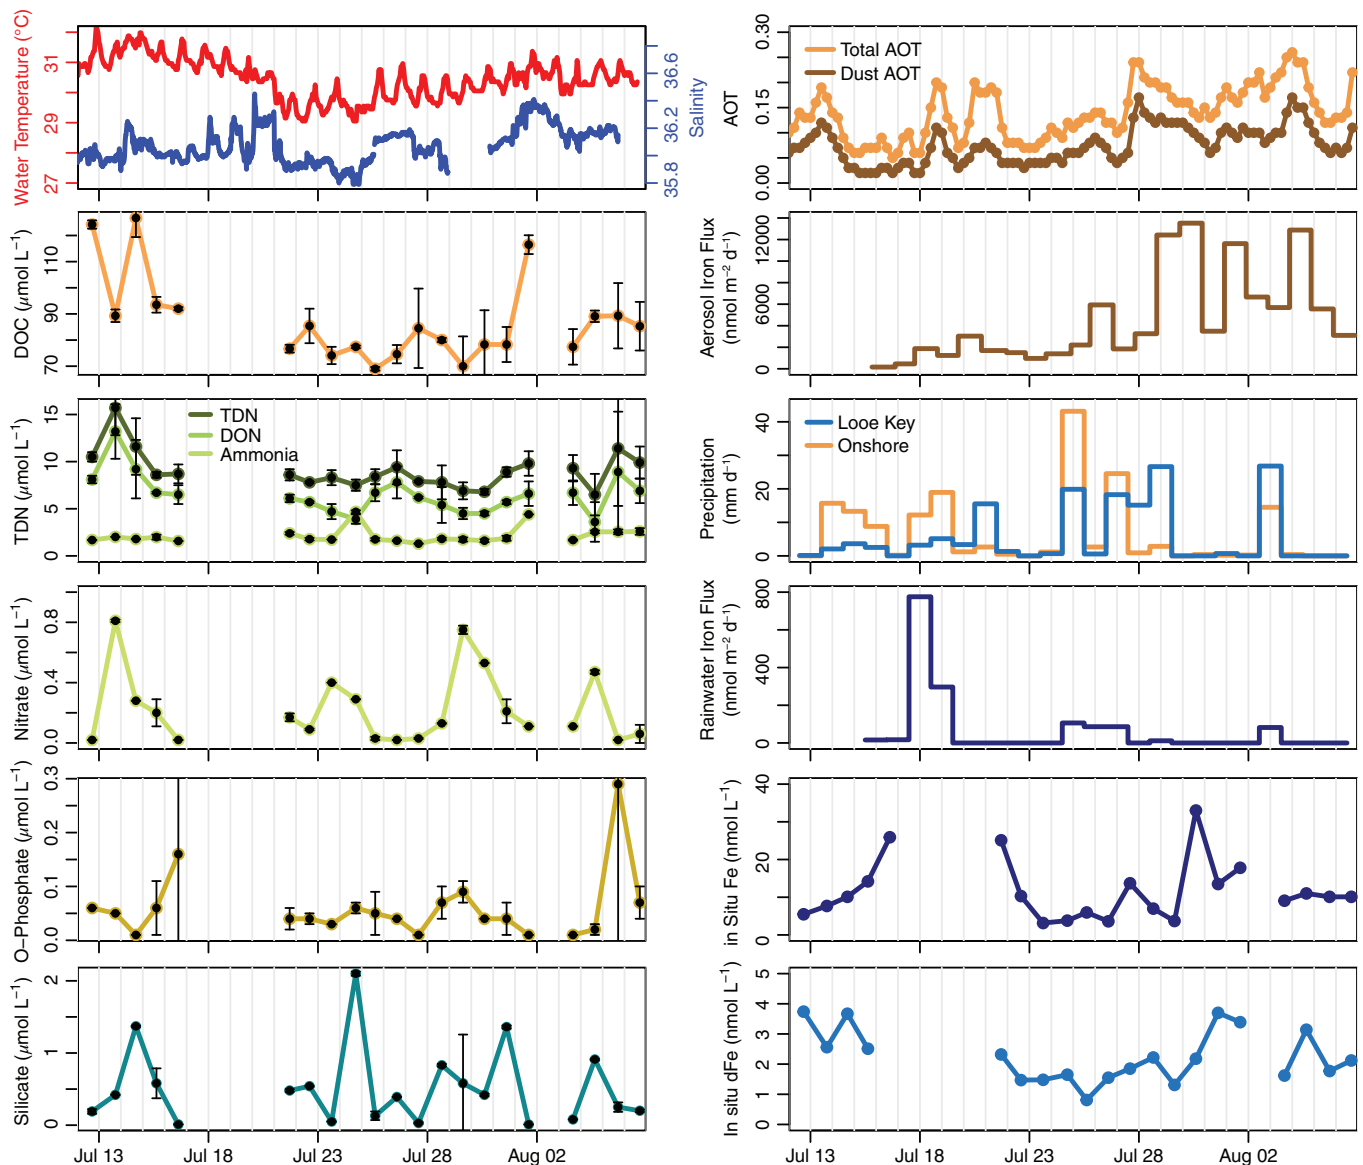 Water Temperature (°C)
31
29
27
36.6
36.2
35.8
Salinity
DOC (μmol L−1)
110
90
70
TDN (μmol L−1)
15
10
5
0
TDN
DON
Ammonia
Nitrate (μmol L−1)
0.8
0.4
0.0
O−Phosphate (μmol L−1)
0.3
0.2
0.1
0.0
Silicate (μmol L−1)
2
1
0
Jul 13
Jul 18
Jul 23
Jul 28
Aug 02
AOT
0.30
0.15
0.00
Total AOT
Dust AOT
Aerosol Iron Flux
(nmol m−2 d−1)
12000
6000
0
Precipitation
(mm d−1)
40
20
0
Looe Key
Onshore
Rainwater Iron Flux
(nmol m−2 d−1)
800
400
0
in Situ Fe (nmol L−1)
40
20
0
In situ dFe (nmol L−1)
5
4
3
2
1
0
Jul 13
Jul 18
Jul 23
Jul 28
Aug 02